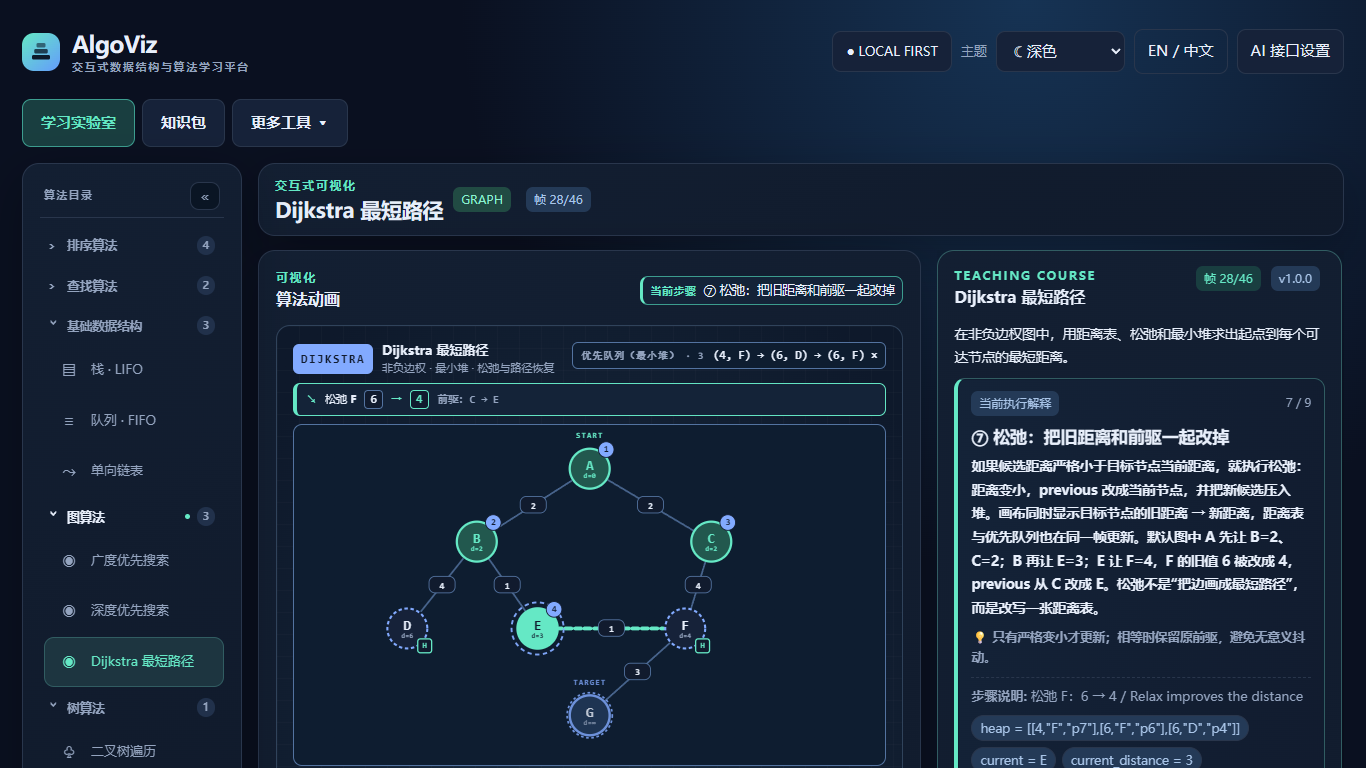 AlgoViz
交互式数据结构与算法学习平台
● LOCAL FIRST
主题
☾ 深色
EN / 中文
AI 接口设置
学习实验室
知识包
更多工具 ▾
算法目录
«
› 排序算法 4
› 查找算法 2
˅ 基础数据结构 3
▤ 栈 · LIFO
≡ 队列 · FIFO
⤳ 单向链表
˅ 图算法 • 3
◉ 广度优先搜索
◉ 深度优先搜索
◉ Dijkstra 最短路径
˅ 树算法 1
♧ 二叉树遍历
交互式可视化
Dijkstra 最短路径
GRAPH
帧 28/46
可视化
算法动画
当前步骤 ⑦ 松弛：把旧距离和前驱一起改掉
DIJKSTRA
Dijkstra 最短路径
非负边权 · 最小堆 · 松弛与路径恢复
优先队列（最小堆） · 3 (4, F) → (6, D) → (6, F) ×
↘ 松弛 F 6 → 4 前驱: C → E
START
1
A
d=0
2
2
2
B
d=2
3
C
d=2
4
1
4
D
d=6
H
4
E
d=3
1
F
d=4
H
3
TARGET
G
d=∞
TEACHING COURSE
Dijkstra 最短路径
帧 28/46
v1.0.0
在非负边权图中，用距离表、松弛和最小堆求出起点到每个可
达节点的最短距离。
当前执行解释
7 / 9
⑦ 松弛：把旧距离和前驱一起改掉
如果候选距离严格小于目标节点当前距离，就执行松弛：
距离变小，previous 改成当前节点，并把新候选压入
堆。画布同时显示目标节点的旧距离 → 新距离，距离表
与优先队列也在同一帧更新。默认图中 A 先让 B=2、
C=2；B 再让 E=3；E 让 F=4，F 的旧值 6 被改成 4，
previous 从 C 改成 E。松弛不是“把边画成最短路径”，
而是改写一张距离表。
💡 只有严格变小才更新；相等时保留原前驱，避免无意义抖
动。
步骤说明: 松弛 F：6 → 4 / Relax improves the distance
heap = [[4,"F","p7"],[6,"F","p6"],[6,"D","p4"]]
current = E
current_distance = 3